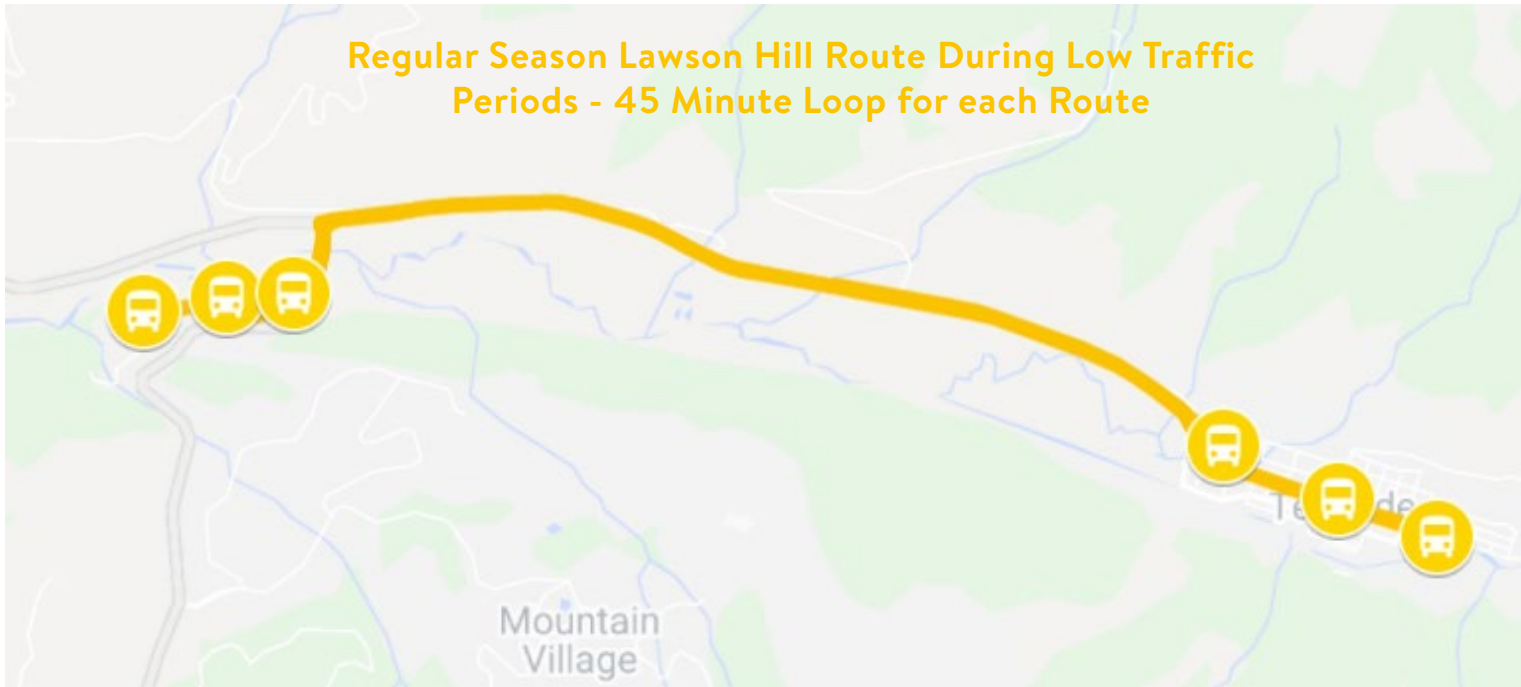 Regular Season Lawson Hill Route During Low Traffic
Periods - 45 Minute Loop for each Route
Mountain
Village